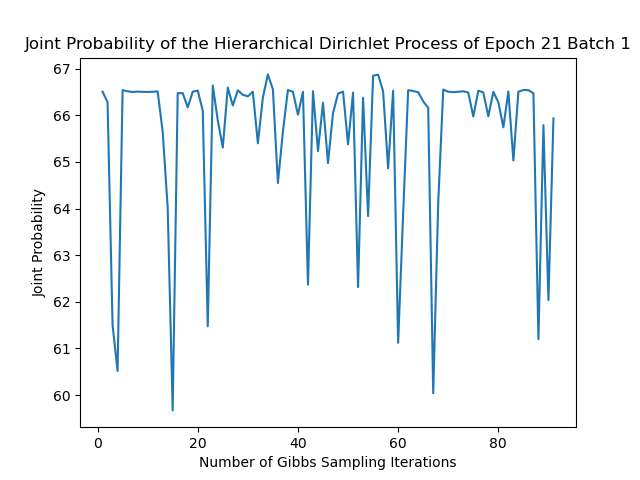 Joint Probability of the Hierarchical Dirichlet Process of Epoch 21 Batch 1
67
66
65
64
63
62
61
60
Joint Probability
0 20 40 60 80
Number of Gibbs Sampling Iterations